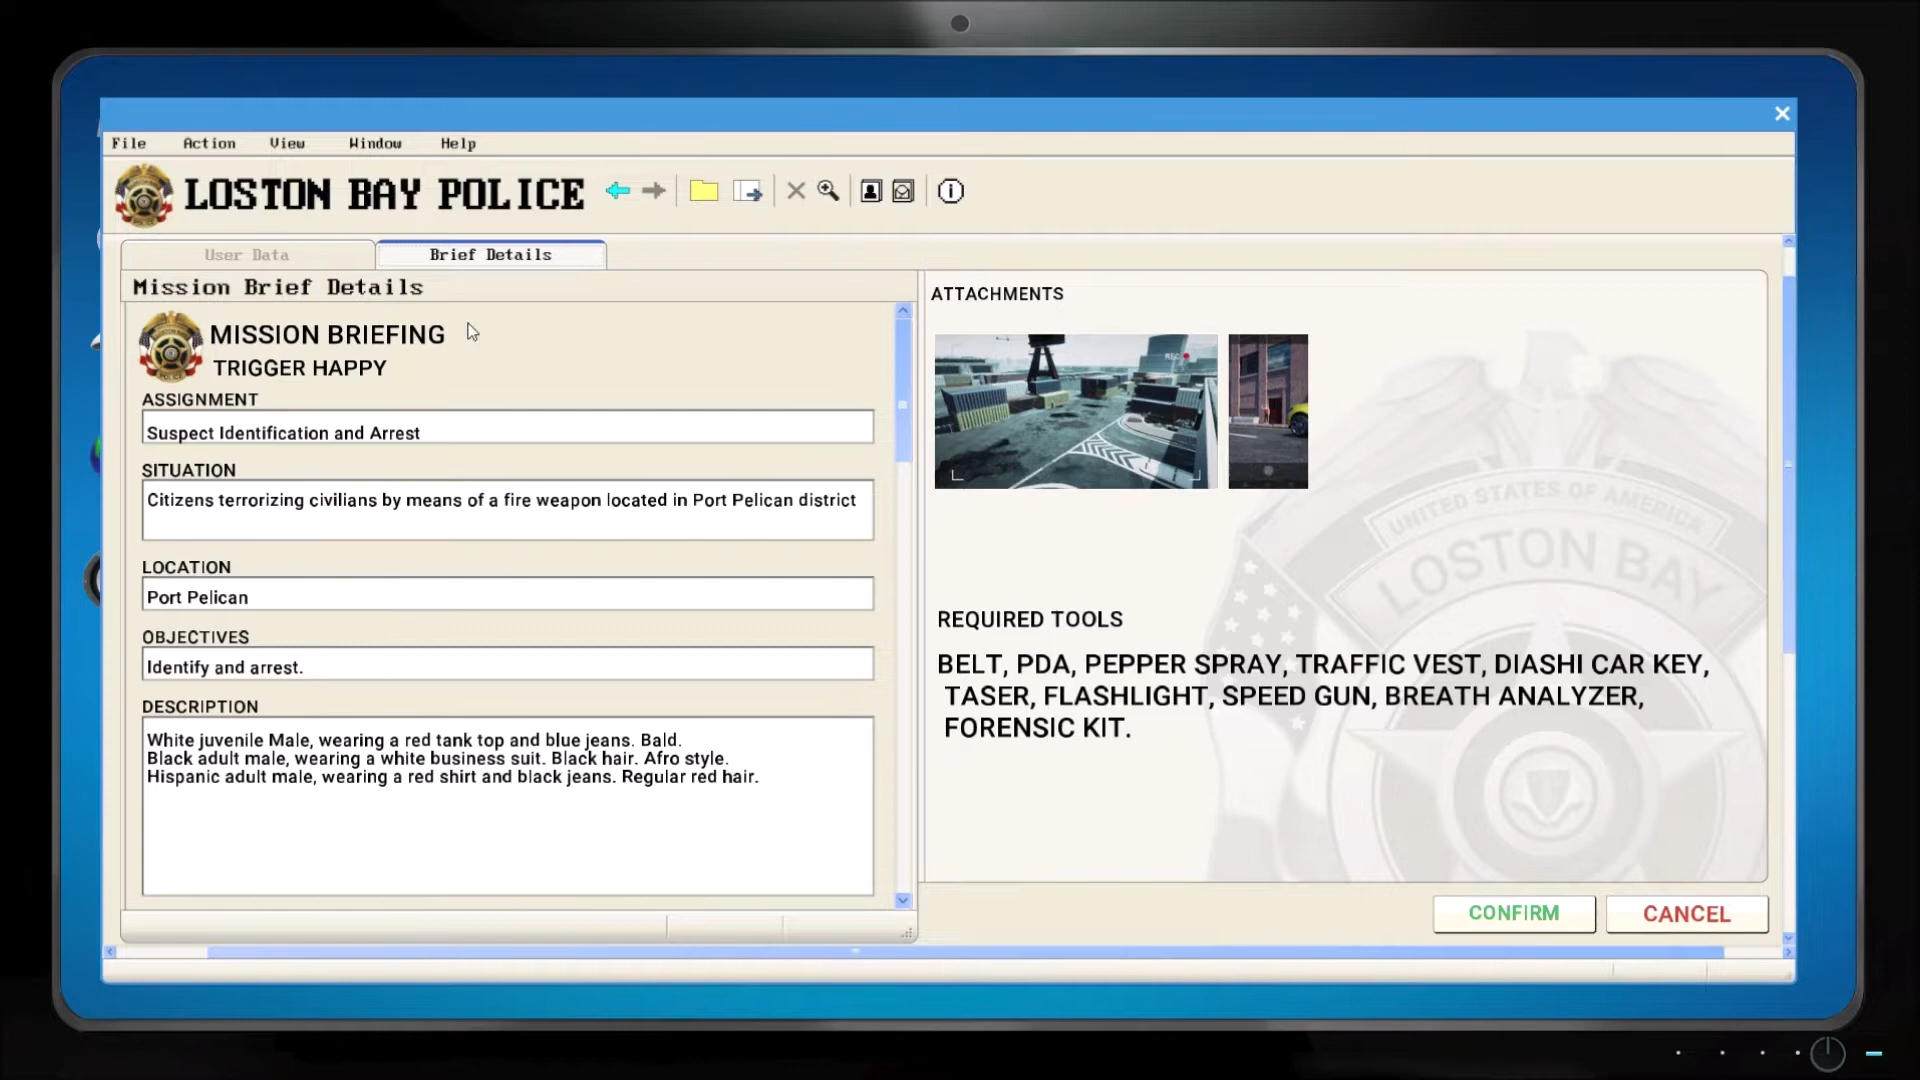 File Action View Window Help
LOSTON BAY POLICE
User Data
Brief Details
Mission Brief Details
MISSION BRIEFING
TRIGGER HAPPY
ASSIGNMENT
Suspect Identification and Arrest
SITUATION
Citizens terrorizing civilians by means of a fire weapon located in Port Pelican district
LOCATION
Port Pelican
OBJECTIVES
Identify and arrest.
DESCRIPTION
White juvenile Male, wearing a red tank top and blue jeans. Bald.
Black adult male, wearing a white business suit. Black hair. Afro style.
Hispanic adult male, wearing a red shirt and black jeans. Regular red hair.
ATTACHMENTS
REC
UNITED STATES OF AMERICA
LOSTON BAY
REQUIRED TOOLS
BELT, PDA, PEPPER SPRAY, TRAFFIC VEST, DIASHI CAR KEY,
TASER, FLASHLIGHT, SPEED GUN, BREATH ANALYZER,
FORENSIC KIT.
CONFIRM
CANCEL